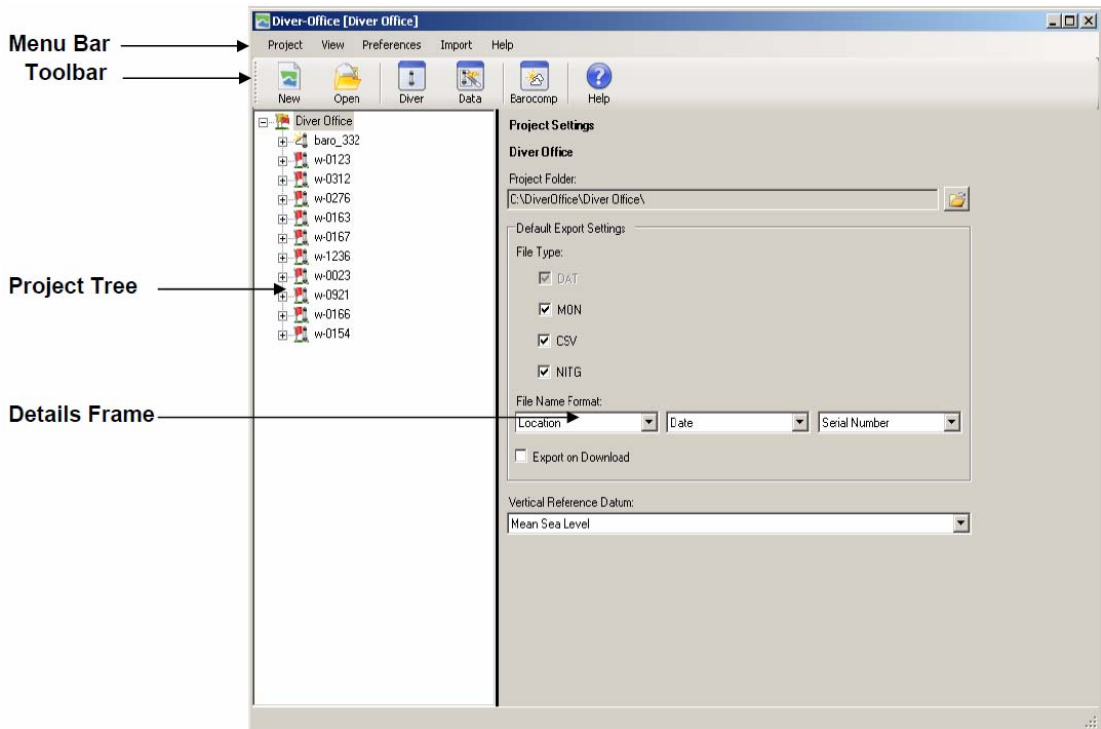 Diver-Office [Diver Office]
Menu Bar
Project View Preferences Import Help
Toolbar
New Open Diver Data Barocomp Help
Diver Office
baro_332
w-0123
w-0312
w-0276
w-0163
w-0167
w-1236
w-0023
w-0921
w-0166
w-0154
Project Tree
Details Frame
Project Settings
Diver Office
Project Folder:
C:\DiverOffice\Diver Office\
Default Export Settings
File Type:
DAT
MON
CSV
NITG
File Name Format:
Location Date Serial Number
Export on Download
Vertical Reference Datum:
Mean Sea Level